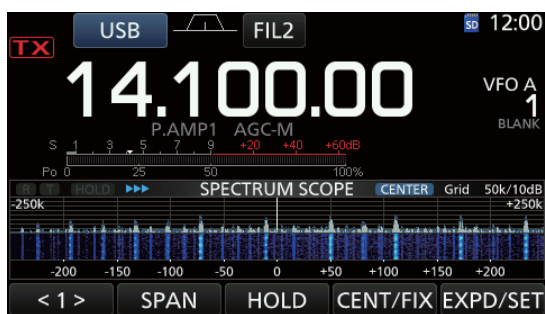 USB FIL2 SD 12:00
TX
14.100.00 VFO A
1
P.AMP1 AGC-M BLANK
S 1 3 5 7 9 +20 +40 +60dB
Po 0 25 50 100%
R T HOLD SPECTRUM SCOPE CENTER Grid 50k/10dB
-250k +250k
-200 -150 -100 -50 0 +50 +100 +150 +200
< 1 > SPAN HOLD CENT/FIX EXPD/SET